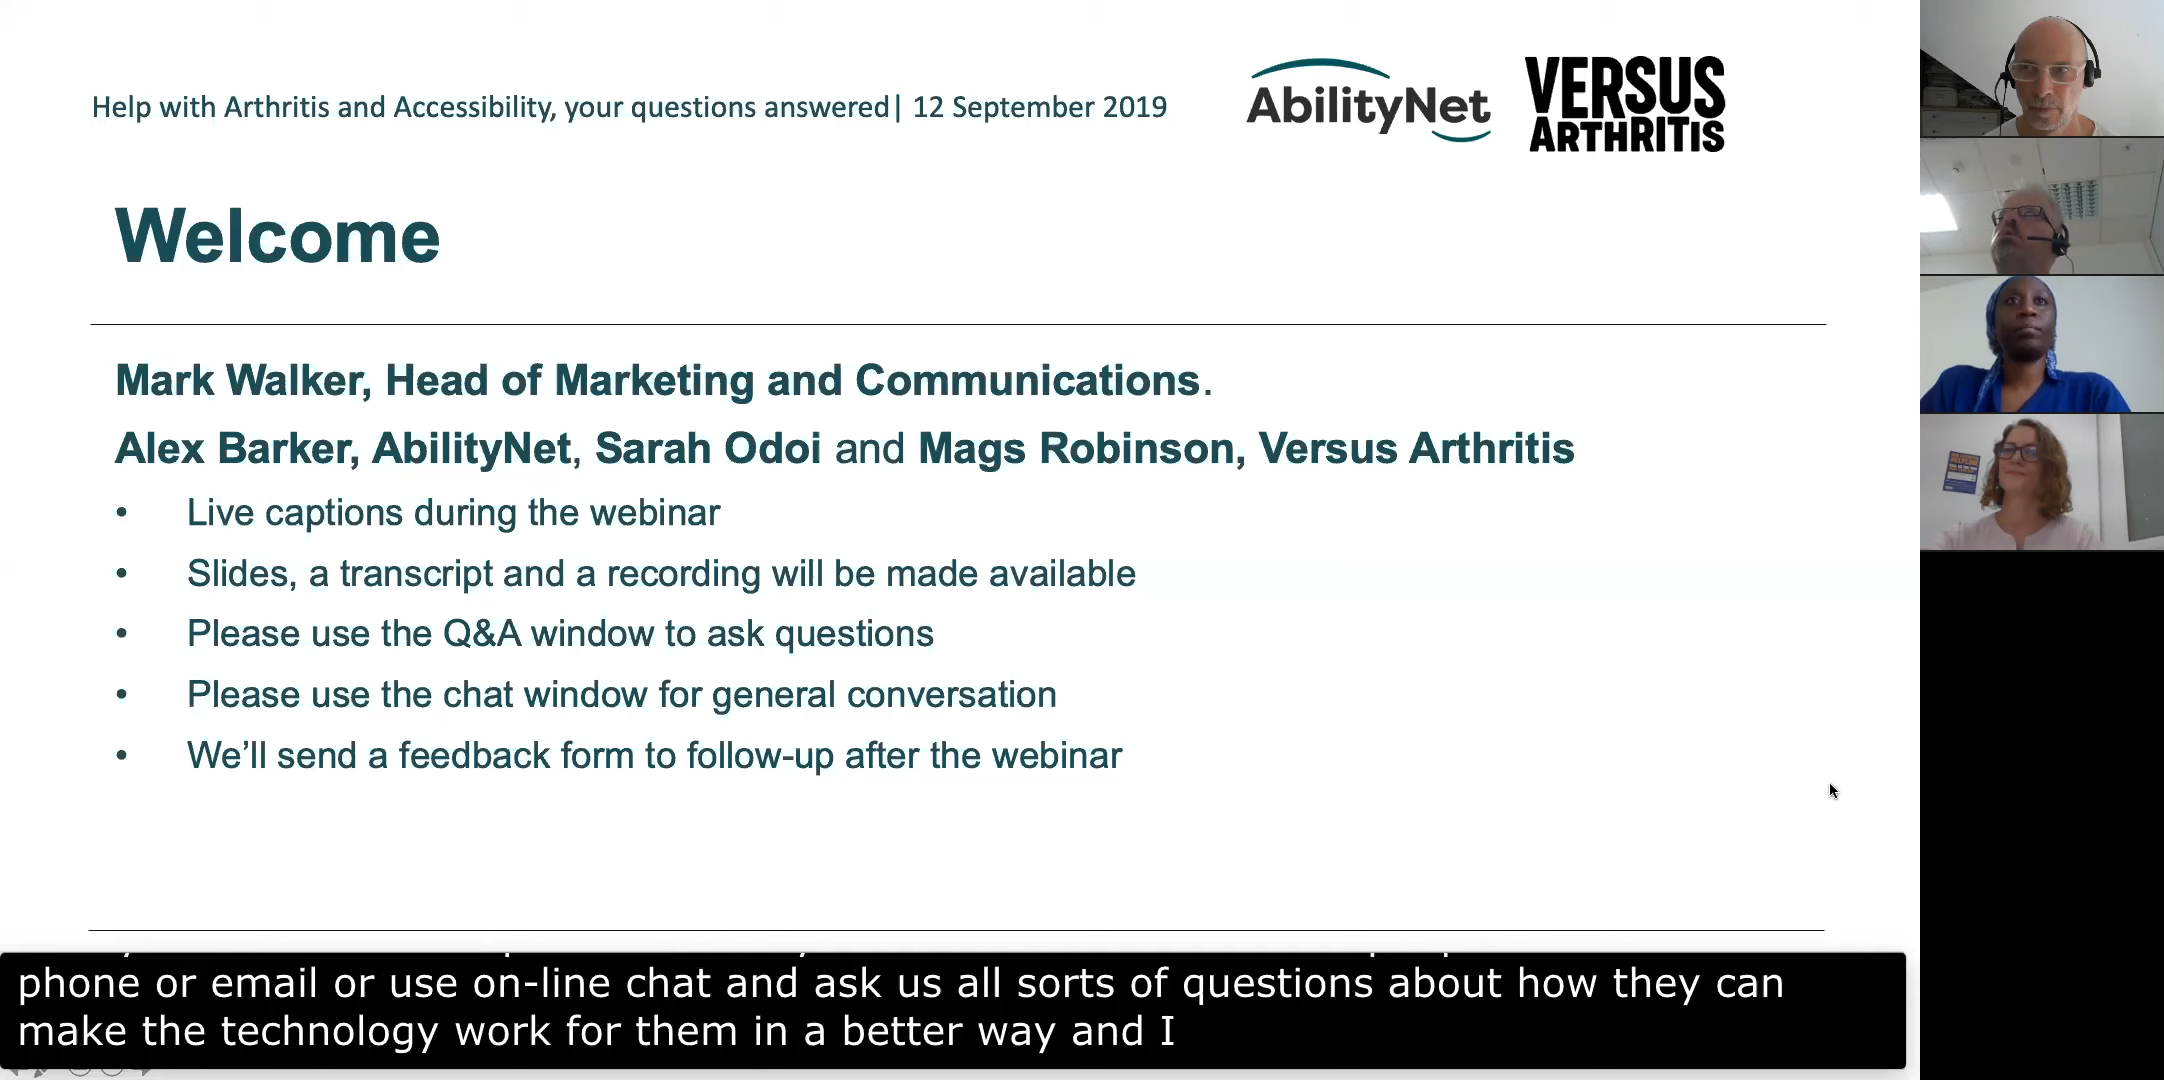 Help with Arthritis and Accessibility, your questions answered| 12 September 2019
AbilityNet
VERSUS
ARTHRITIS
Welcome
Mark Walker, Head of Marketing and Communications.
Alex Barker, AbilityNet, Sarah Odoi and Mags Robinson, Versus Arthritis
• Live captions during the webinar
• Slides, a transcript and a recording will be made available
• Please use the Q&A window to ask questions
• Please use the chat window for general conversation
• We’ll send a feedback form to follow-up after the webinar
phone or email or use on-line chat and ask us all sorts of questions about how they can
make the technology work for them in a better way and I